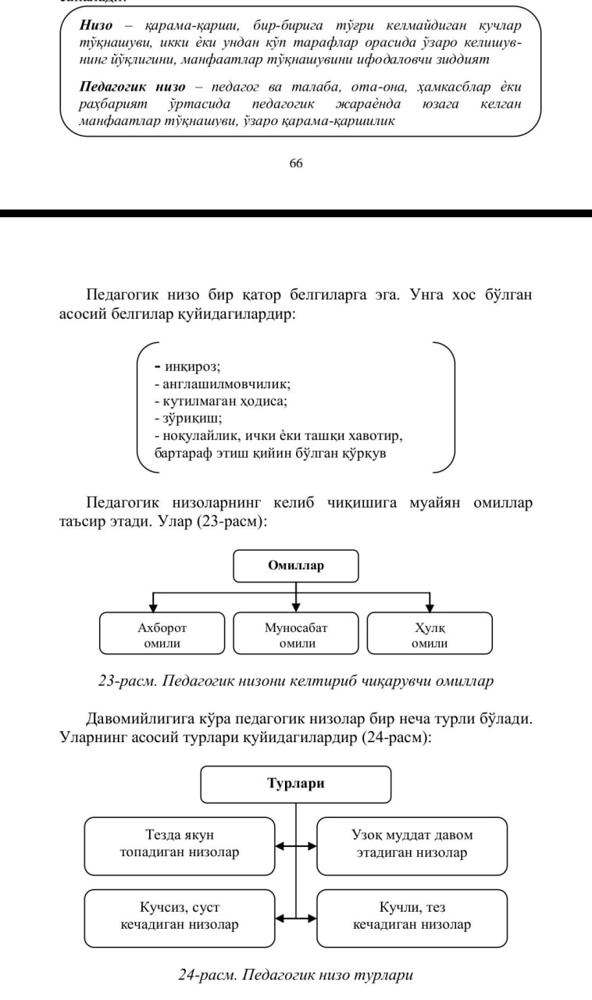 Низо – қарама-қарши, бир-бирига тўғри келмайдиган кучлар
тўқнашуви, икки ѐки ундан кўп тарафлар орасида ўзаро келишув-
нинг йўқлигини, манфаатлар тўқнашувини ифодаловчи зиддият
Педагогик низо – педагог ва талаба, ота-она, ҳамкасблар ѐки
раҳбарият ўртасида педагогик жараѐнда юзага келган
манфаатлар тўқнашуви, ўзаро қарама-қаршилик
66
Педагогик низо бир қатор белгиларга эга. Унга хос бўлган
асосий белгилар қуйидагилардир:
- инқироз;
- англашилмовчилик;
- кутилмаган ҳодиса;
- зўриқиш;
- ноқулайлик, ички ѐки ташқи хавотир,
бартараф этиш қийин бўлган қўрқув
Педагогик низоларнинг келиб чиқишига муайян омиллар
таъсир этади. Улар (23-расм):
Омиллар
Ахборот
омили
Муносабат
омили
Ҳулқ
омили
23-расм. Педагогик низони келтириб чиқарувчи омиллар
Давомийлигига кўра педагогик низолар бир неча турли бўлади.
Уларнинг асосий турлари қуйидагилардир (24-расм):
Турлари
Тезда якун
топадиган низолар
Узоқ муддат давом
этадиган низолар
Кучсиз, суст
кечадиган низолар
Кучли, тез
кечадиган низолар
24-расм. Педагогик низо турлари